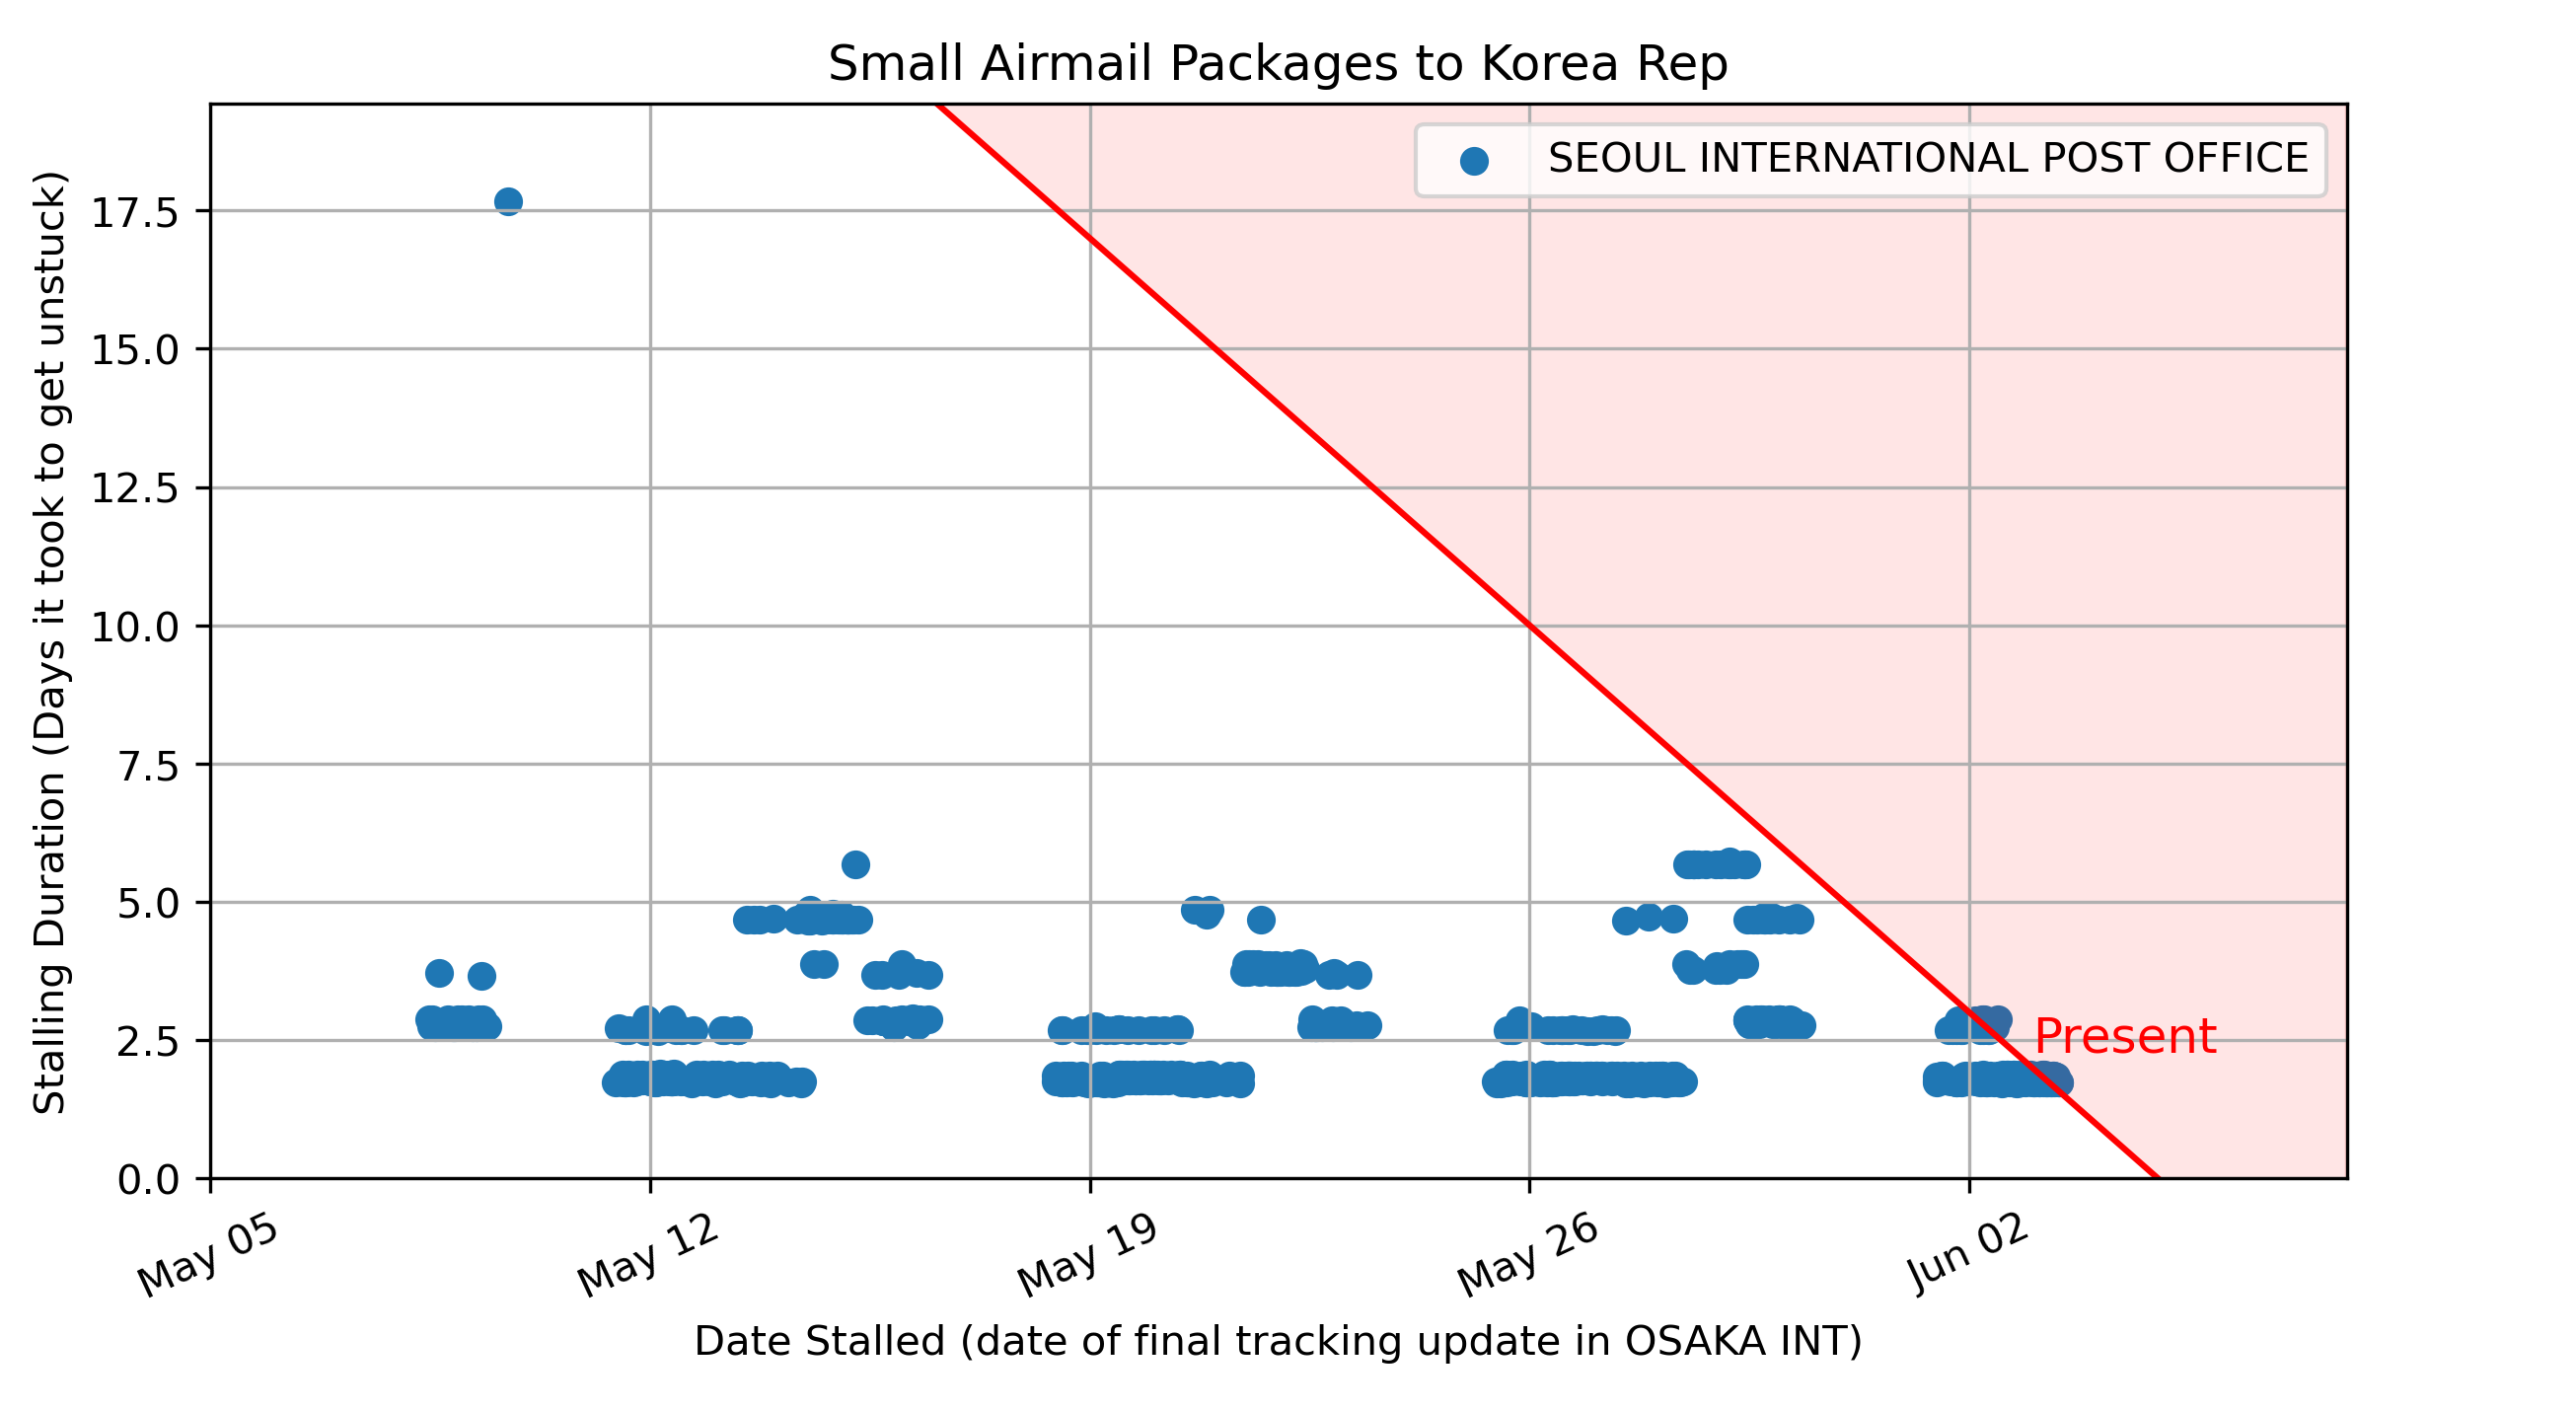 Small Airmail Packages to Korea Rep
SEOUL INTERNATIONAL POST OFFICE
Stalling Duration (Days it took to get unstuck)
17.5
15.0
12.5
10.0
7.5
5.0
2.5
0.0
Present
May 05
May 12
May 19
May 26
Jun 02
Date Stalled (date of final tracking update in OSAKA INT)